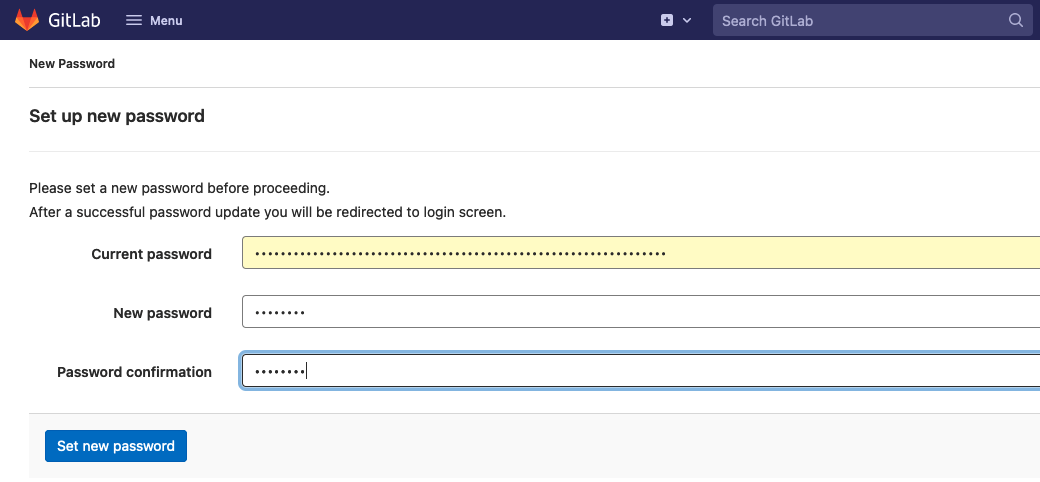 GitLab Menu Search GitLab
New Password
Set up new password
Please set a new password before proceeding.
After a successful password update you will be redirected to login screen.
Current password
New password
Password confirmation
Set new password